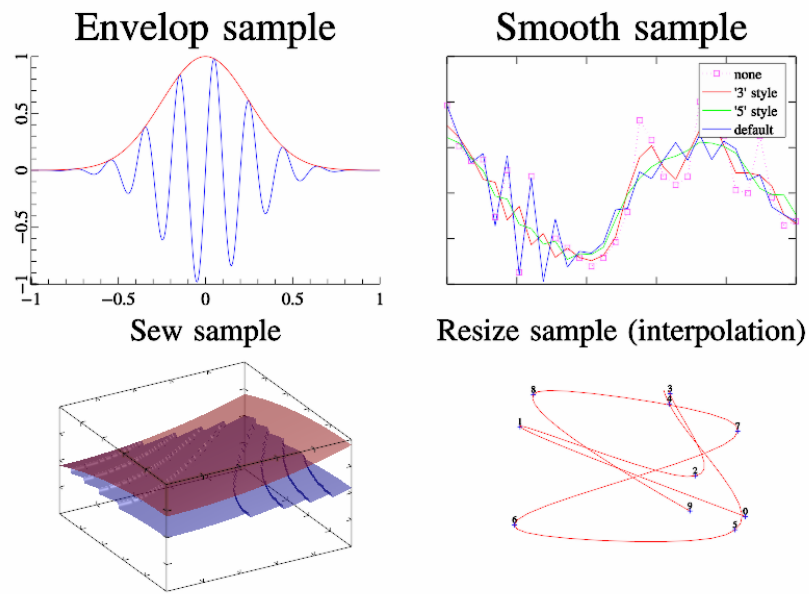 Envelop sample
1
0.5
0
−0.5
−1
−1
−0.5
0
0.5
1
Smooth sample
none
'3' style
'5' style
default
Sew sample
Resize sample (interpolation)
8
3
4
1
7
2
9
0
6
5